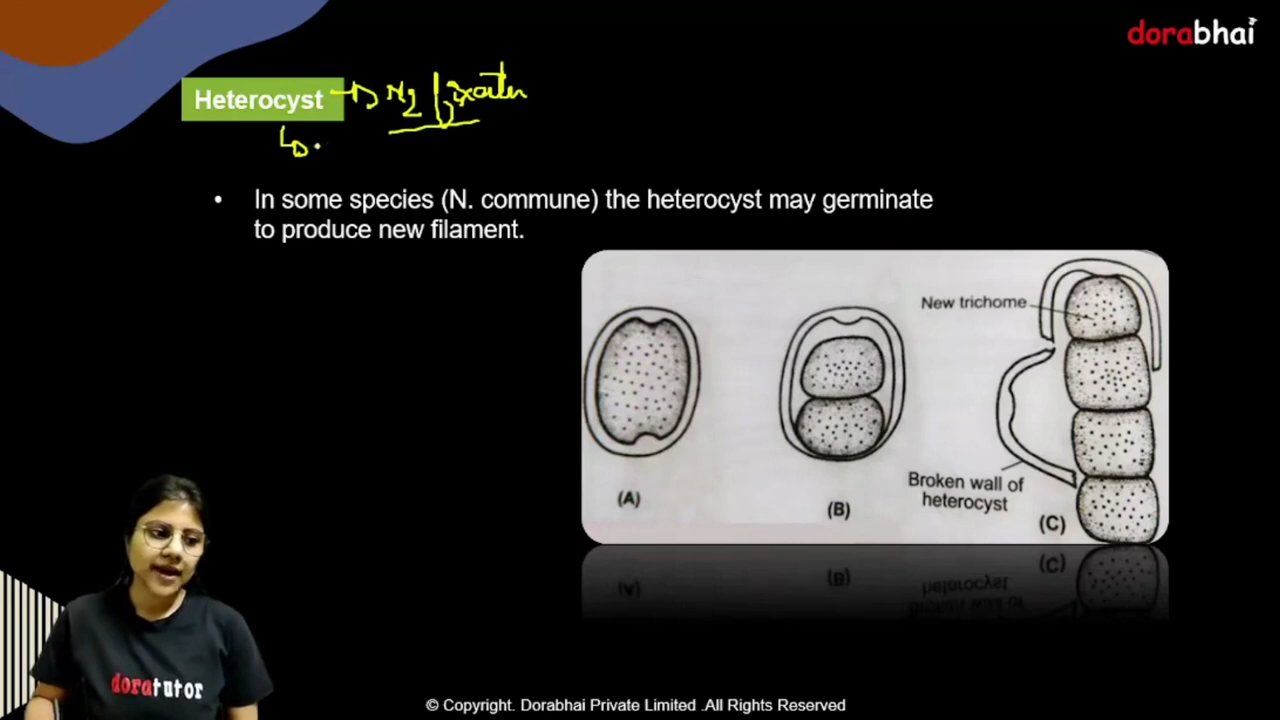 dorabhai
Heterocyst
N2 fixation
• In some species (N. commune) the heterocyst may germinate
to produce new filament.
New trichome
Broken wall of
heterocyst
(A)
(B)
(C)
doratutor
© Copyright. Dorabhai Private Limited .All Rights Reserved